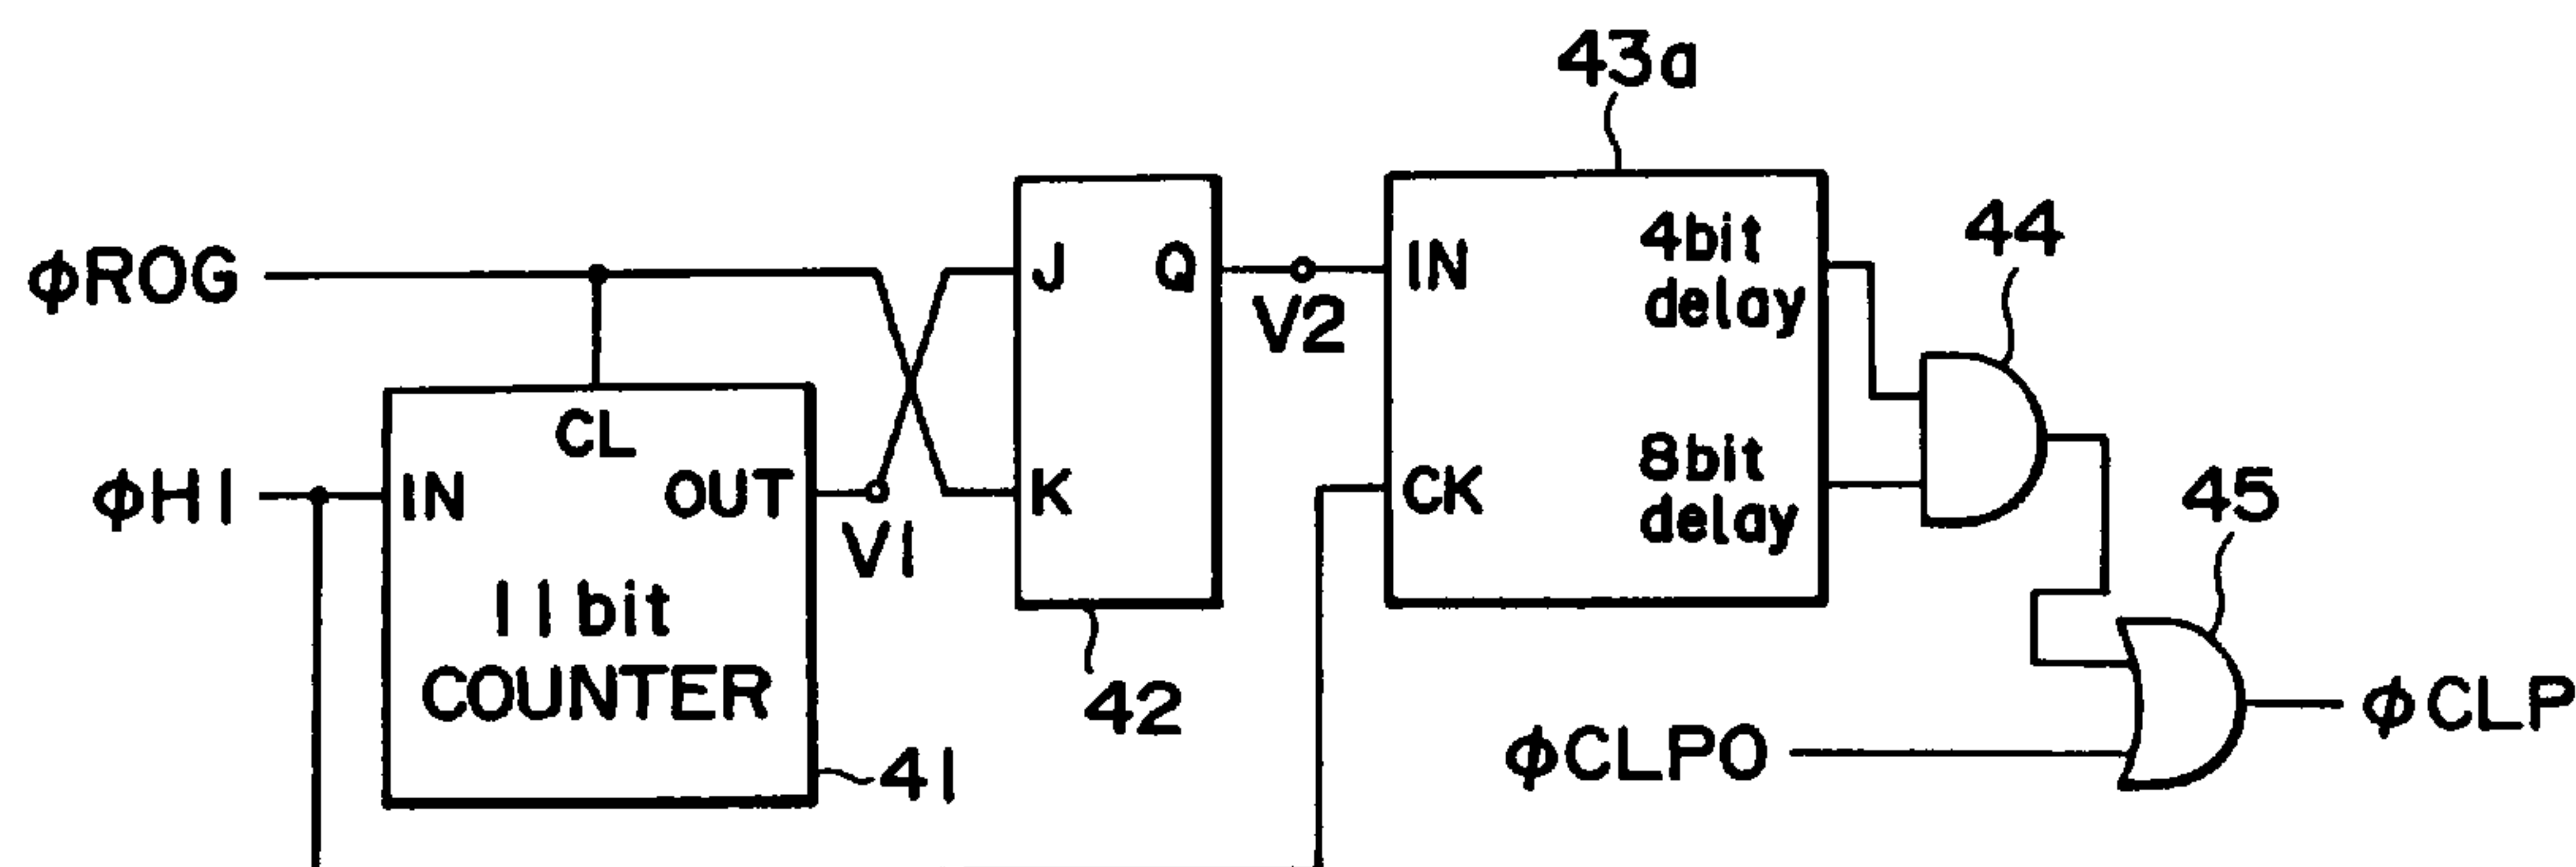 43a
φROG
J
Q
IN
4bit
delay
44
V2
CL
φH1
IN
OUT
K
CK
8bit
delay
45
V1
11bit
COUNTER
42
φCLP
φCLP0
41